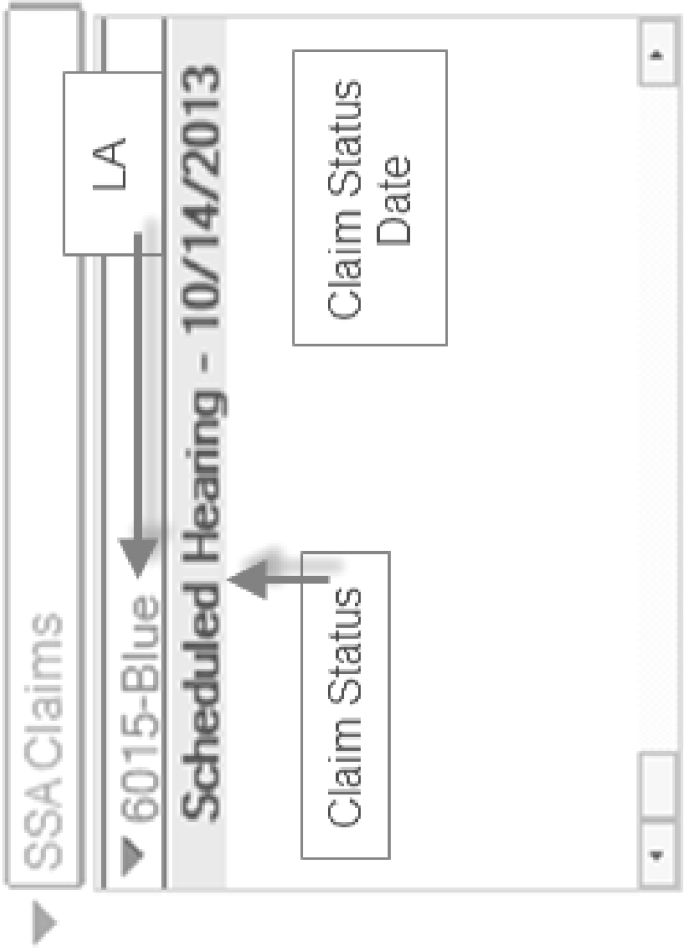 SSA Claims
LA
6015-Blue
Scheduled Hearing - 10/14/2013
Claim Status
Claim Status
Date